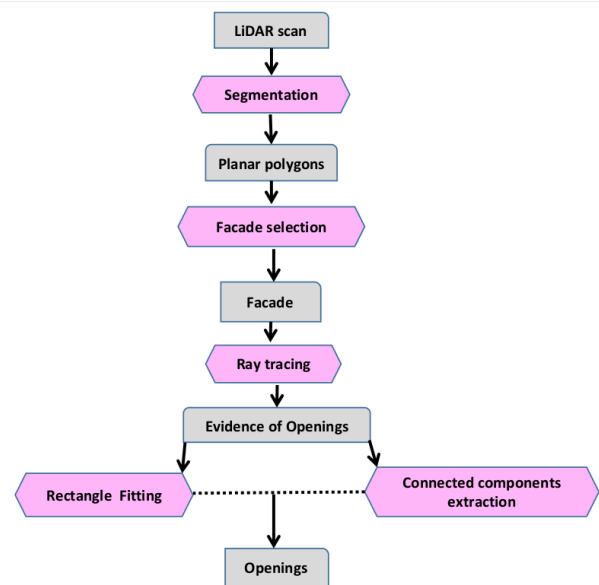 LiDAR scan
Segmentation
Planar polygons
Facade selection
Facade
Ray tracing
Evidence of Openings
Rectangle Fitting
Connected components
extraction
Openings